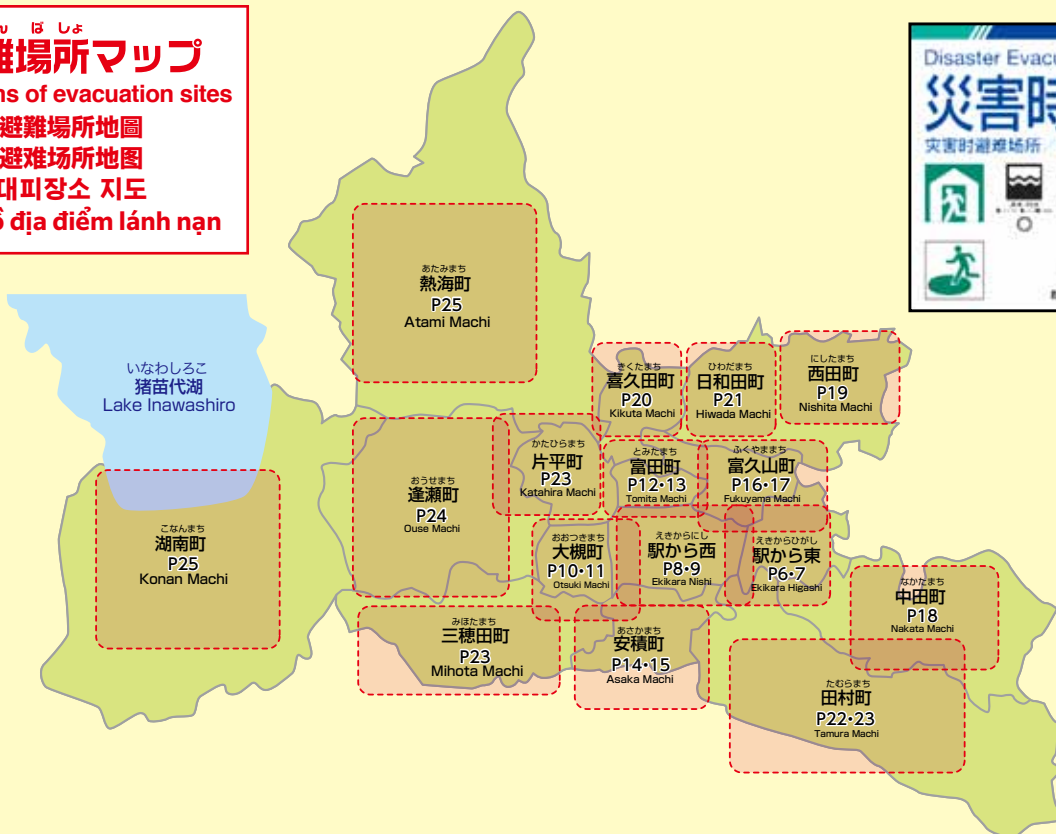 ば しょ
難場所マップ
ns of evacuation sites
避難場所地圖
避难场所地图
대피장소 지도
địa điểm lánh nạn
Disaster Evacu
災害時
灾害时避难场所
あたみまち
熱海町
P25
Atami Machi
いなわしろこ
猪苗代湖
Lake Inawashiro
きくたまち
喜久田町
P20
Kikuta Machi
ひわだまち
日和田町
P21
Hiwada Machi
にしたまち
西田町
P19
Nishita Machi
かたひらまち
片平町
P23
Katahira Machi
とみたまち
富田町
P12・13
Tomita Machi
ふくやままち
富久山町
P16・17
Fukuyama Machi
おうせまち
逢瀬町
P24
Ouse Machi
こなんまち
湖南町
P25
Konan Machi
おおつきまち
大槻町
P10・11
Otsuki Machi
えきからにし
駅から西
P8・9
Ekikara Nishi
えきからひがし
駅から東
P6・7
Ekikara Higashi
なかたまち
中田町
P18
Nakata Machi
みほたまち
三穂田町
P23
Mihota Machi
あさかまち
安積町
P14・15
Asaka Machi
たむらまち
田村町
P22・23
Tamura Machi